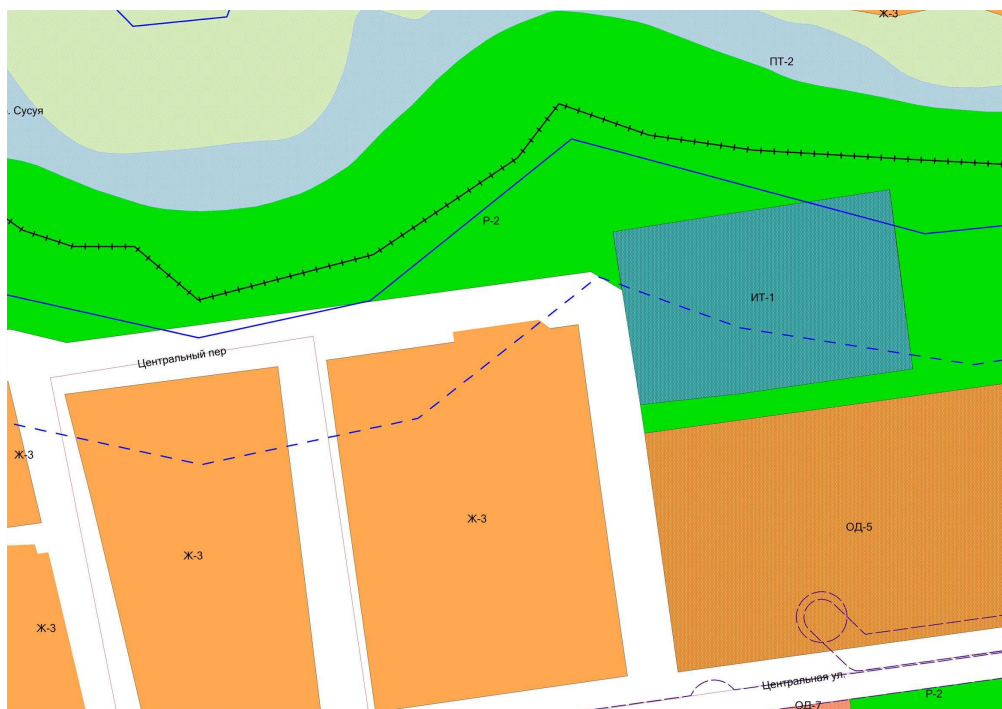 Ж-3
ПТ-2
. Сусуя
Р-2
ИТ-1
Центральный пер
Ж-3
Ж-3
ОД-5
Ж-3
Ж-3
Центральная ул.
Р-2
ОД-7